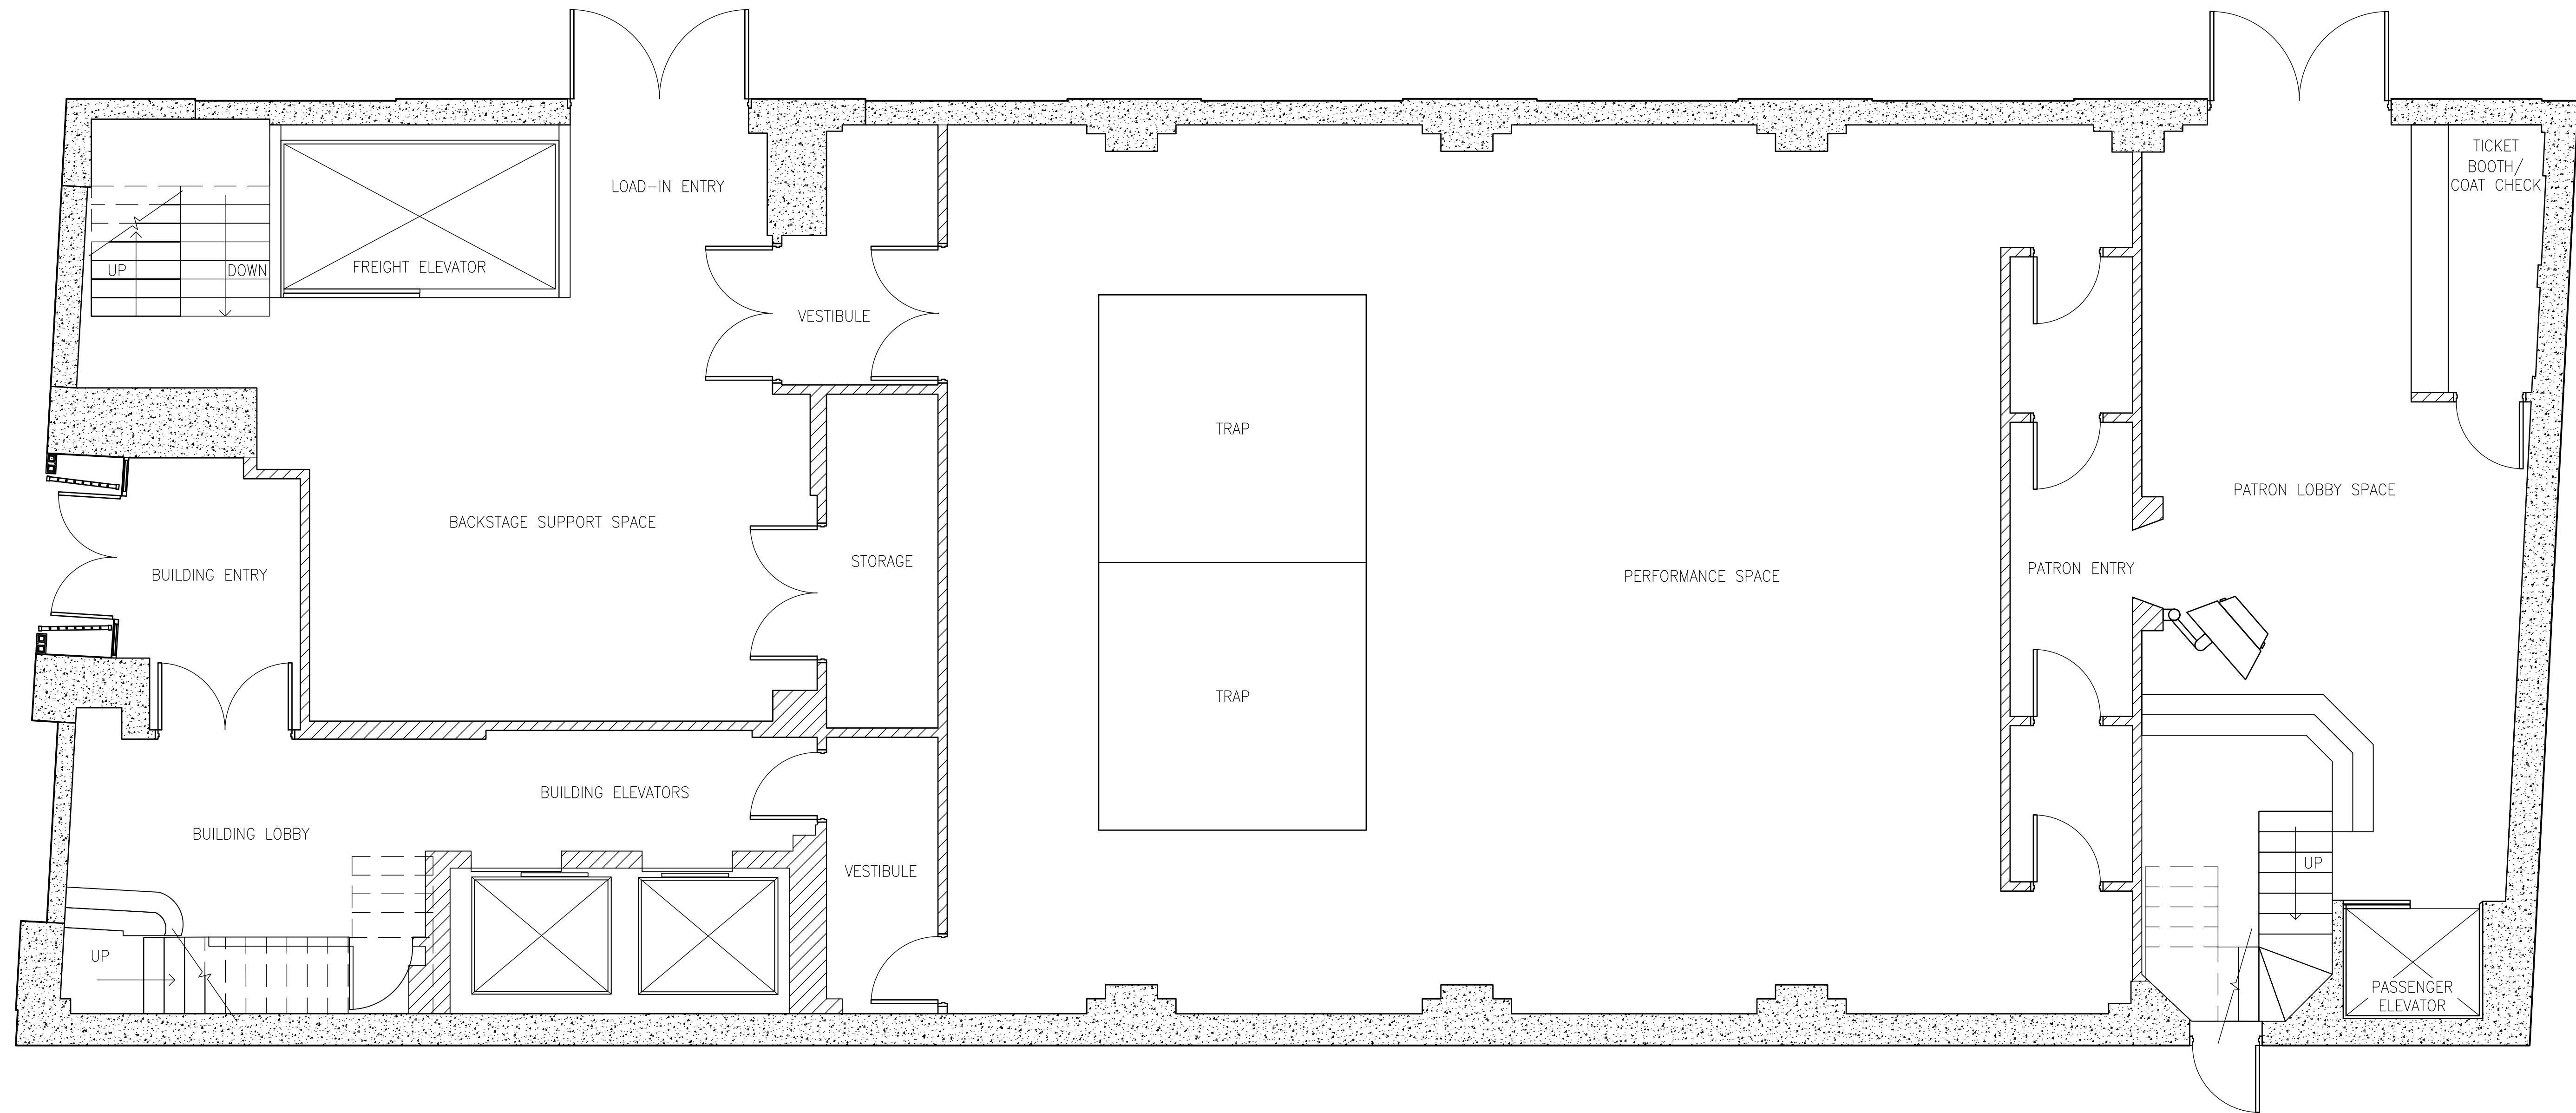 TICKET
BOOTH/
COAT CHECK
LOAD-IN ENTRY
UP
DOWN
FREIGHT ELEVATOR
VESTIBULE
TRAP
PATRON LOBBY SPACE
BACKSTAGE SUPPORT SPACE
STORAGE
BUILDING ENTRY
PERFORMANCE SPACE
PATRON ENTRY
TRAP
BUILDING ELEVATORS
BUILDING LOBBY
VESTIBULE
UP
UP
PASSENGER
ELEVATOR